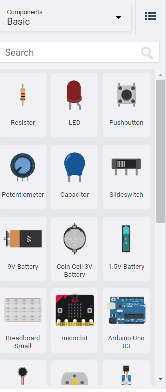 Components
Basic
Search
Resistor
LED
Pushbutton
Potentiometer
Capacitor
Slideswitch
9V Battery
Coin Cell 3V
Battery
1.5V Battery
Breadboard
Small
micro:bit
Arduino Uno
R3